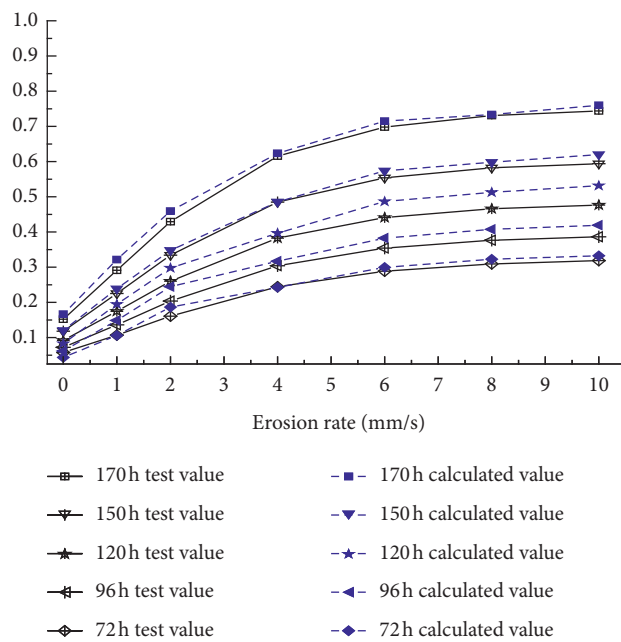 1.0
0.9
0.8
0.7
0.6
0.5
0.4
0.3
0.2
0.1
0 1 2 3 4 5 6 7 8 9 10
Erosion rate (mm/s)
170 h test value 170 h calculated value
150 h test value 150 h calculated value
120 h test value 120 h calculated value
96 h test value 96 h calculated value
72 h test value 72 h calculated value